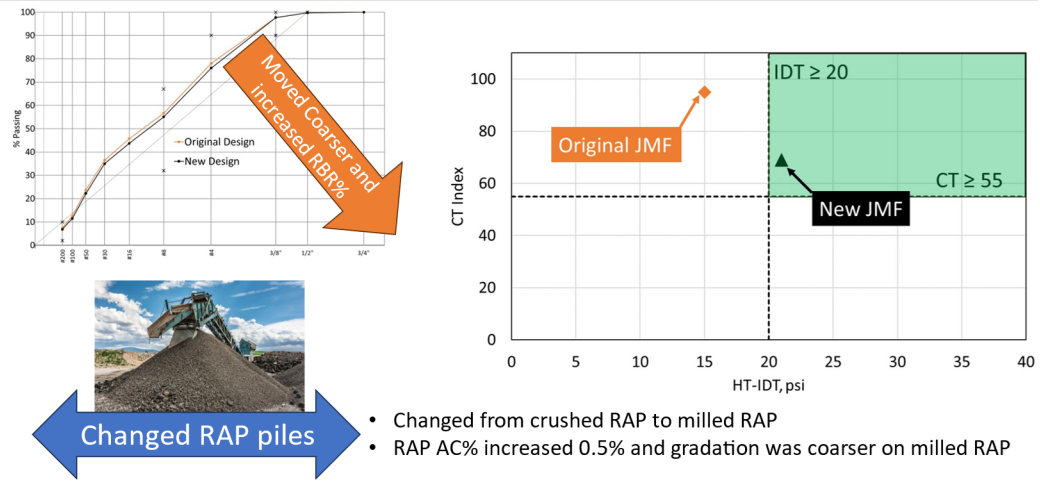 100
90
80
70
60
50
40
30
20
10
0
% Passing
#200
#100
#50
#30
#16
#8
#4
3/8"
1/2"
3/4"
Original Design
New Design
Moved Coarser and
increased RBR%
Changed RAP piles
100
80
60
40
20
0
CT Index
0 5 10 15 20 25 30 35 40
HT-IDT, psi
IDT ≥ 20
CT ≥ 55
Original JMF
New JMF
• Changed from crushed RAP to milled RAP
• RAP AC% increased 0.5% and gradation was coarser on milled RAP